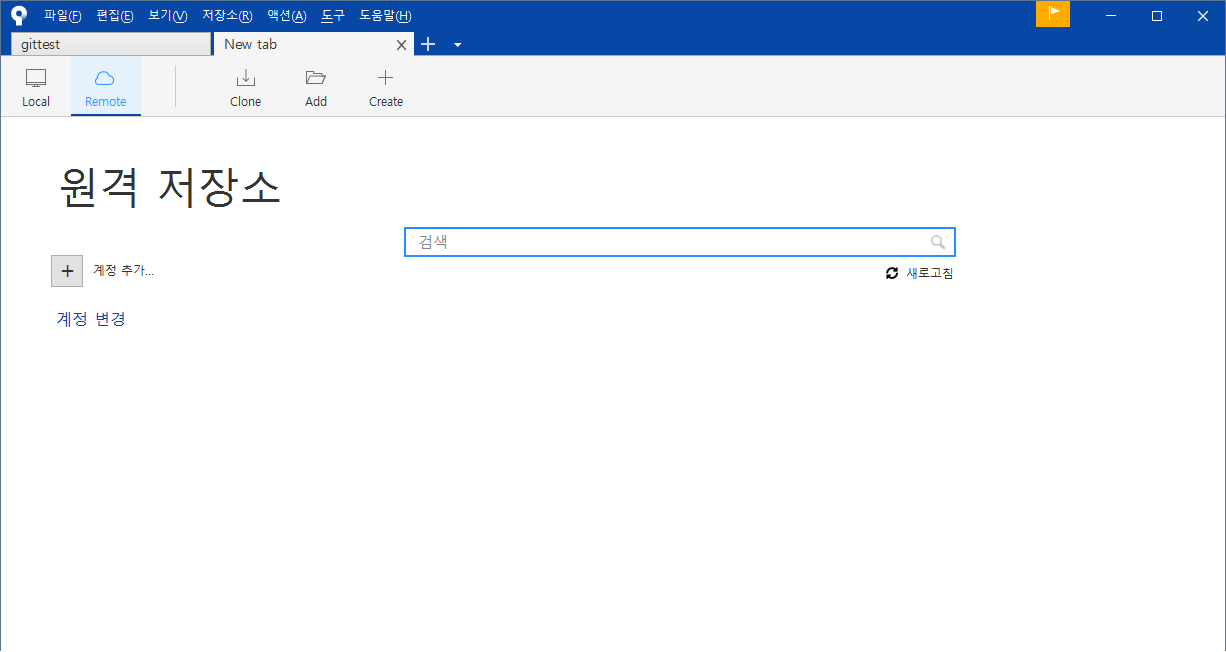 파일(F) 편집(E) 보기(V) 저장소(R) 액션(A) 도구 도움말(H)
gittest New tab
Local Remote Clone Add Create
원격 저장소
검색
계정 추가... 새로고침
계정 변경